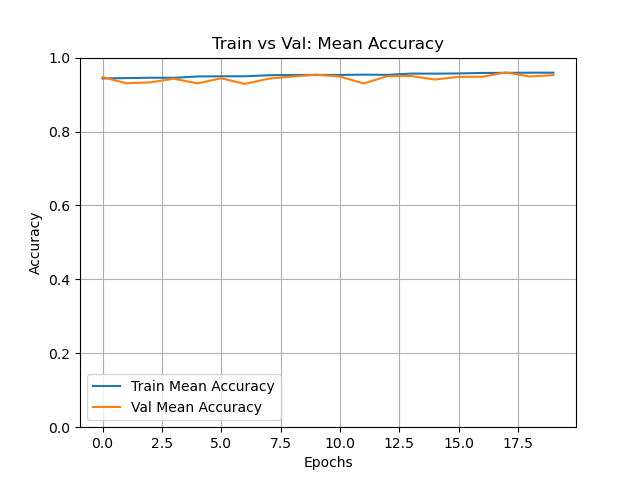 Train vs Val: Mean Accuracy
1.0
0.8
0.6
0.4
0.2
0.0
Accuracy
Train Mean Accuracy
Val Mean Accuracy
0.0 2.5 5.0 7.5 10.0 12.5 15.0 17.5
Epochs